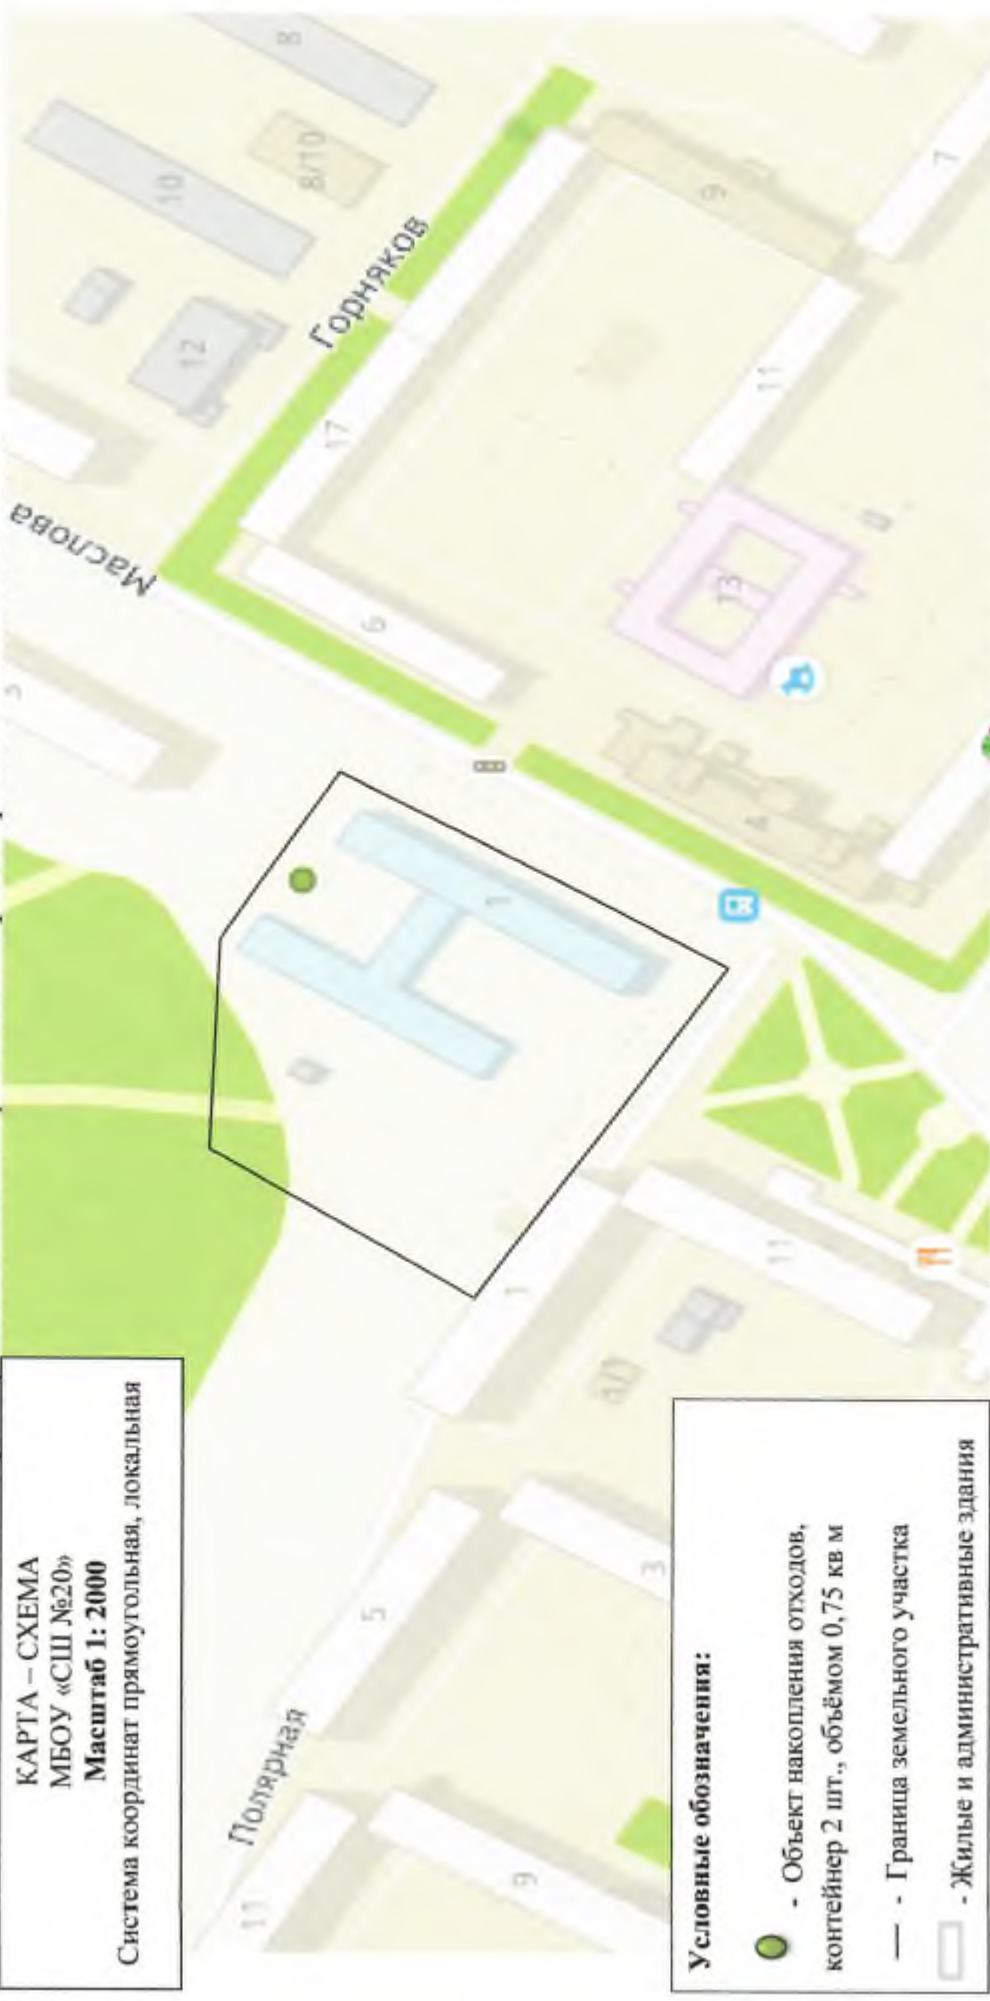 КАРТА – СХЕМА
МБОУ «СШ №20»
Масштаб 1: 2000
Система координат прямоугольная, локальная
Маслова
Горняков
Полярная
8
10
8/10
12
17
9
7
11
6
5
13
4
1
1
11
5
3
9
11
Условные обозначения:
- Объект накопления отходов,
контейнер 2 шт., объёмом 0,75 кв м
- Граница земельного участка
- Жилые и административные здания